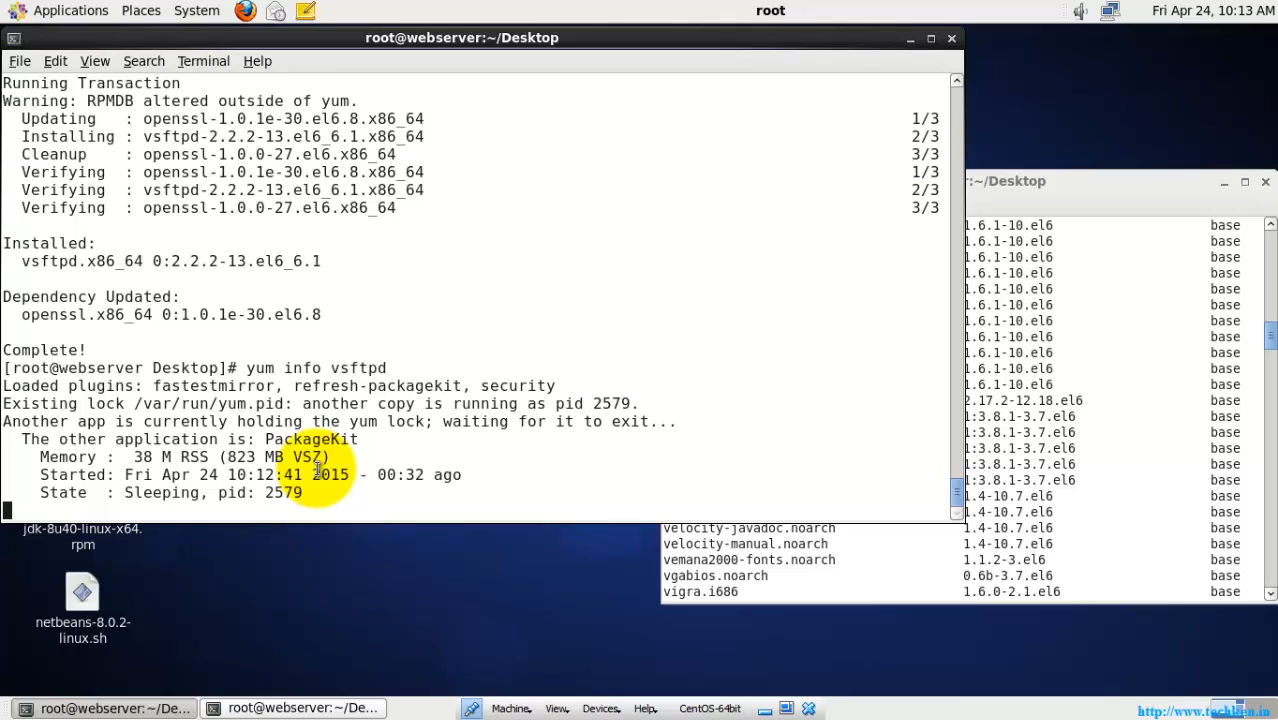 Applications Places System root Fri Apr 24, 10:13 AM
root@webserver:~/Desktop
File Edit View Search Terminal Help
Running Transaction
Warning: RPMDB altered outside of yum.
Updating : openssl-1.0.1e-30.el6.8.x86_64 1/3
Installing : vsftpd-2.2.2-13.el6_6.1.x86_64 2/3
Cleanup : openssl-1.0.0-27.el6.x86_64 3/3
Verifying : openssl-1.0.1e-30.el6.8.x86_64 1/3
Verifying : vsftpd-2.2.2-13.el6_6.1.x86_64 2/3
Verifying : openssl-1.0.0-27.el6.x86_64 3/3
Installed:
vsftpd.x86_64 0:2.2.2-13.el6_6.1
Dependency Updated:
openssl.x86_64 0:1.0.1e-30.el6.8
Complete!
[root@webserver Desktop]# yum info vsftpd
Loaded plugins: fastestmirror, refresh-packagekit, security
Existing lock /var/run/yum.pid: another copy is running as pid 2579.
Another app is currently holding the yum lock; waiting for it to exit...
The other application is: PackageKit
Memory : 38 M RSS (823 MB VSZ)
Started: Fri Apr 24 10:12:41 2015 - 00:32 ago
State : Sleeping, pid: 2579
r:~/Desktop
1.6.1-10.el6 base
1.6.1-10.el6 base
1.6.1-10.el6 base
1.6.1-10.el6 base
1.6.1-10.el6 base
1.6.1-10.el6 base
1.6.1-10.el6 base
1.6.1-10.el6 base
1.6.1-10.el6 base
1.6.1-10.el6 base
1.6.1-10.el6 base
2.17.2-12.18.el6 base
1:3.8.1-3.7.el6 base
1:3.8.1-3.7.el6 base
1:3.8.1-3.7.el6 base
1:3.8.1-3.7.el6 base
1:3.8.1-3.7.el6 base
1.4-10.7.el6 base
1.4-10.7.el6 base
velocity-javadoc.noarch 1.4-10.7.el6 base
velocity-manual.noarch 1.4-10.7.el6 base
vemana2000-fonts.noarch 1.1.2-3.el6 base
vgabios.noarch 0.6b-3.7.el6 base
vigra.i686 1.6.0-2.1.el6 base
jdk-8u40-linux-x64.
rpm
netbeans-8.0.2-
linux.sh
root@webserver:~/De... root@webserver:~/De... Machine View Devices Help CentOS-64bit
http://www.techken.in